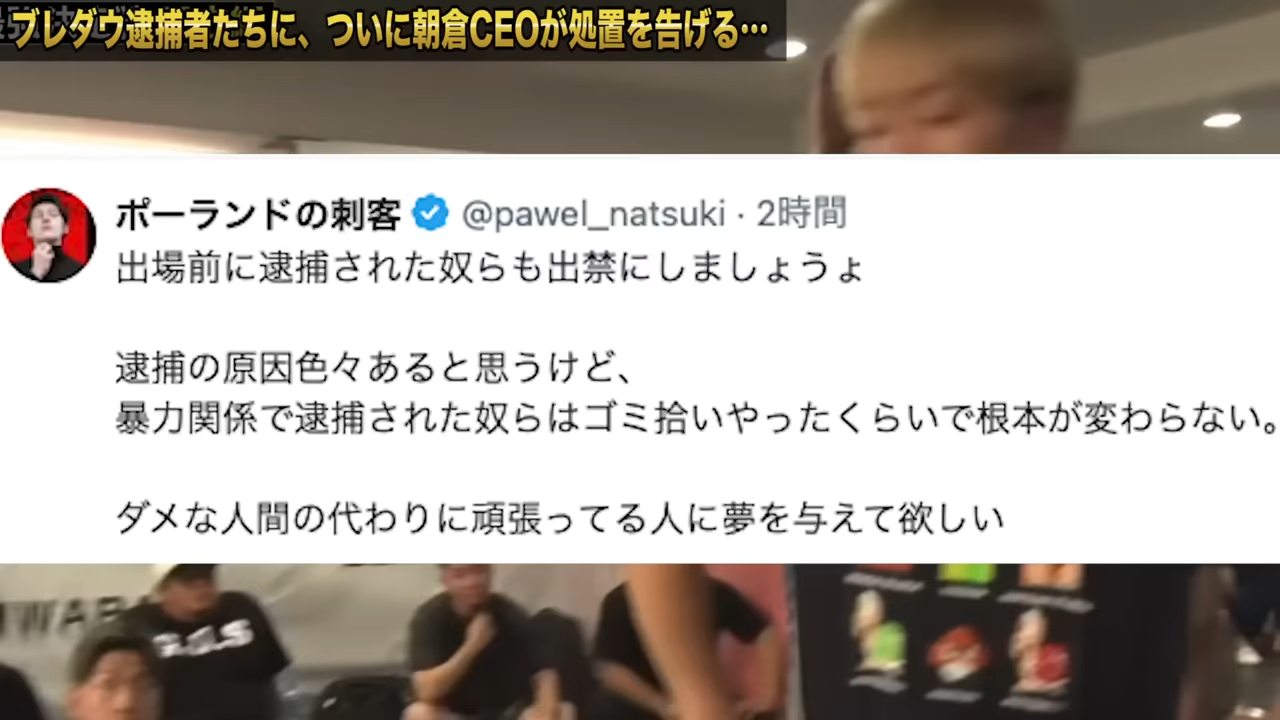 ブレダウ逮捕者たちに、ついに朝倉CEOが処置を告げる…
ポーランドの刺客 @pawel_natsuki · 2時間
出場前に逮捕された奴らも出禁にしましょうょ
逮捕の原因色々あると思うけど、
暴力関係で逮捕された奴らはゴミ拾いやったくらいで根本が変わらない。
ダメな人間の代わりに頑張ってる人に夢を与えて欲しい